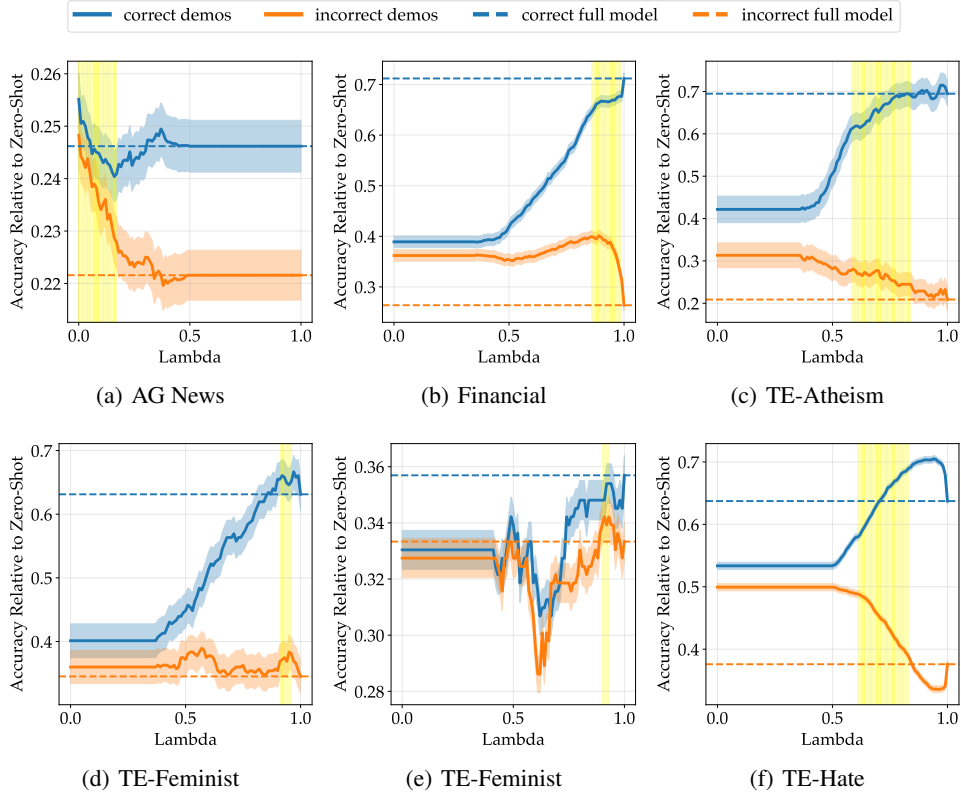 correct demos incorrect demos correct full model incorrect full model
Accuracy Relative to Zero-Shot
0.26
0.25
0.24
0.23
0.22
0.0 0.5 1.0
Lambda
(a) AG News
Accuracy Relative to Zero-Shot
0.7
0.6
0.5
0.4
0.3
0.0 0.5 1.0
Lambda
(b) Financial
Accuracy Relative to Zero-Shot
0.7
0.6
0.5
0.4
0.3
0.2
0.0 0.5 1.0
Lambda
(c) TE-Atheism
Accuracy Relative to Zero-Shot
0.7
0.6
0.5
0.4
0.0 0.5 1.0
Lambda
(d) TE-Feminist
Accuracy Relative to Zero-Shot
0.36
0.34
0.32
0.30
0.28
0.0 0.5 1.0
Lambda
(e) TE-Feminist
Accuracy Relative to Zero-Shot
0.7
0.6
0.5
0.4
0.0 0.5 1.0
Lambda
(f) TE-Hate